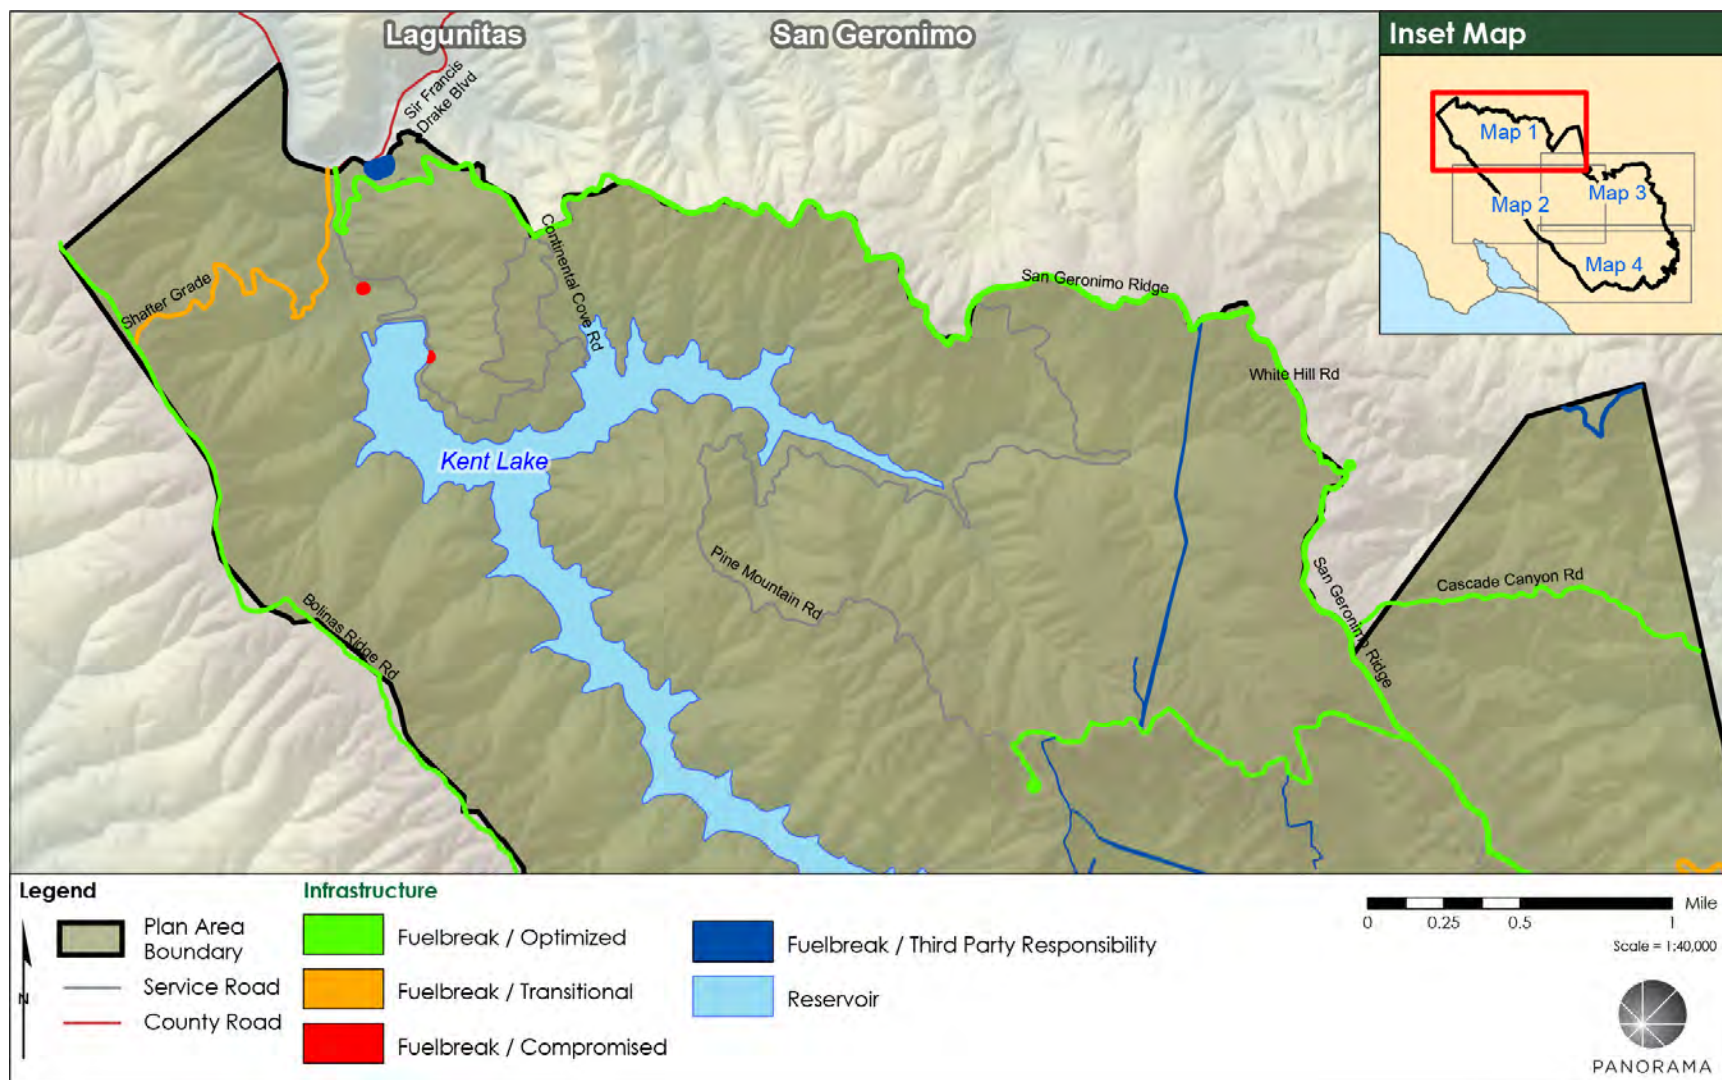 Lagunitas
San Geronimo
Inset Map
Sir Francis
Drake Blvd
Map 1
Map 3
Map 2
Map 4
Continental Cove Rd
Shafter Grade
San Geronimo Ridge
White Hill Rd
Kent Lake
Pine Mountain Rd
San Geronimo Ridge
Cascade Canyon Rd
Bolinas Ridge Rd
Legend
Infrastructure
N
Plan Area
Boundary
Service Road
County Road
Fuelbreak / Optimized
Fuelbreak / Transitional
Fuelbreak / Compromised
Fuelbreak / Third Party Responsibility
Reservoir
Mile
0 0.25 0.5 1
Scale = 1:40,000
PANORAMA